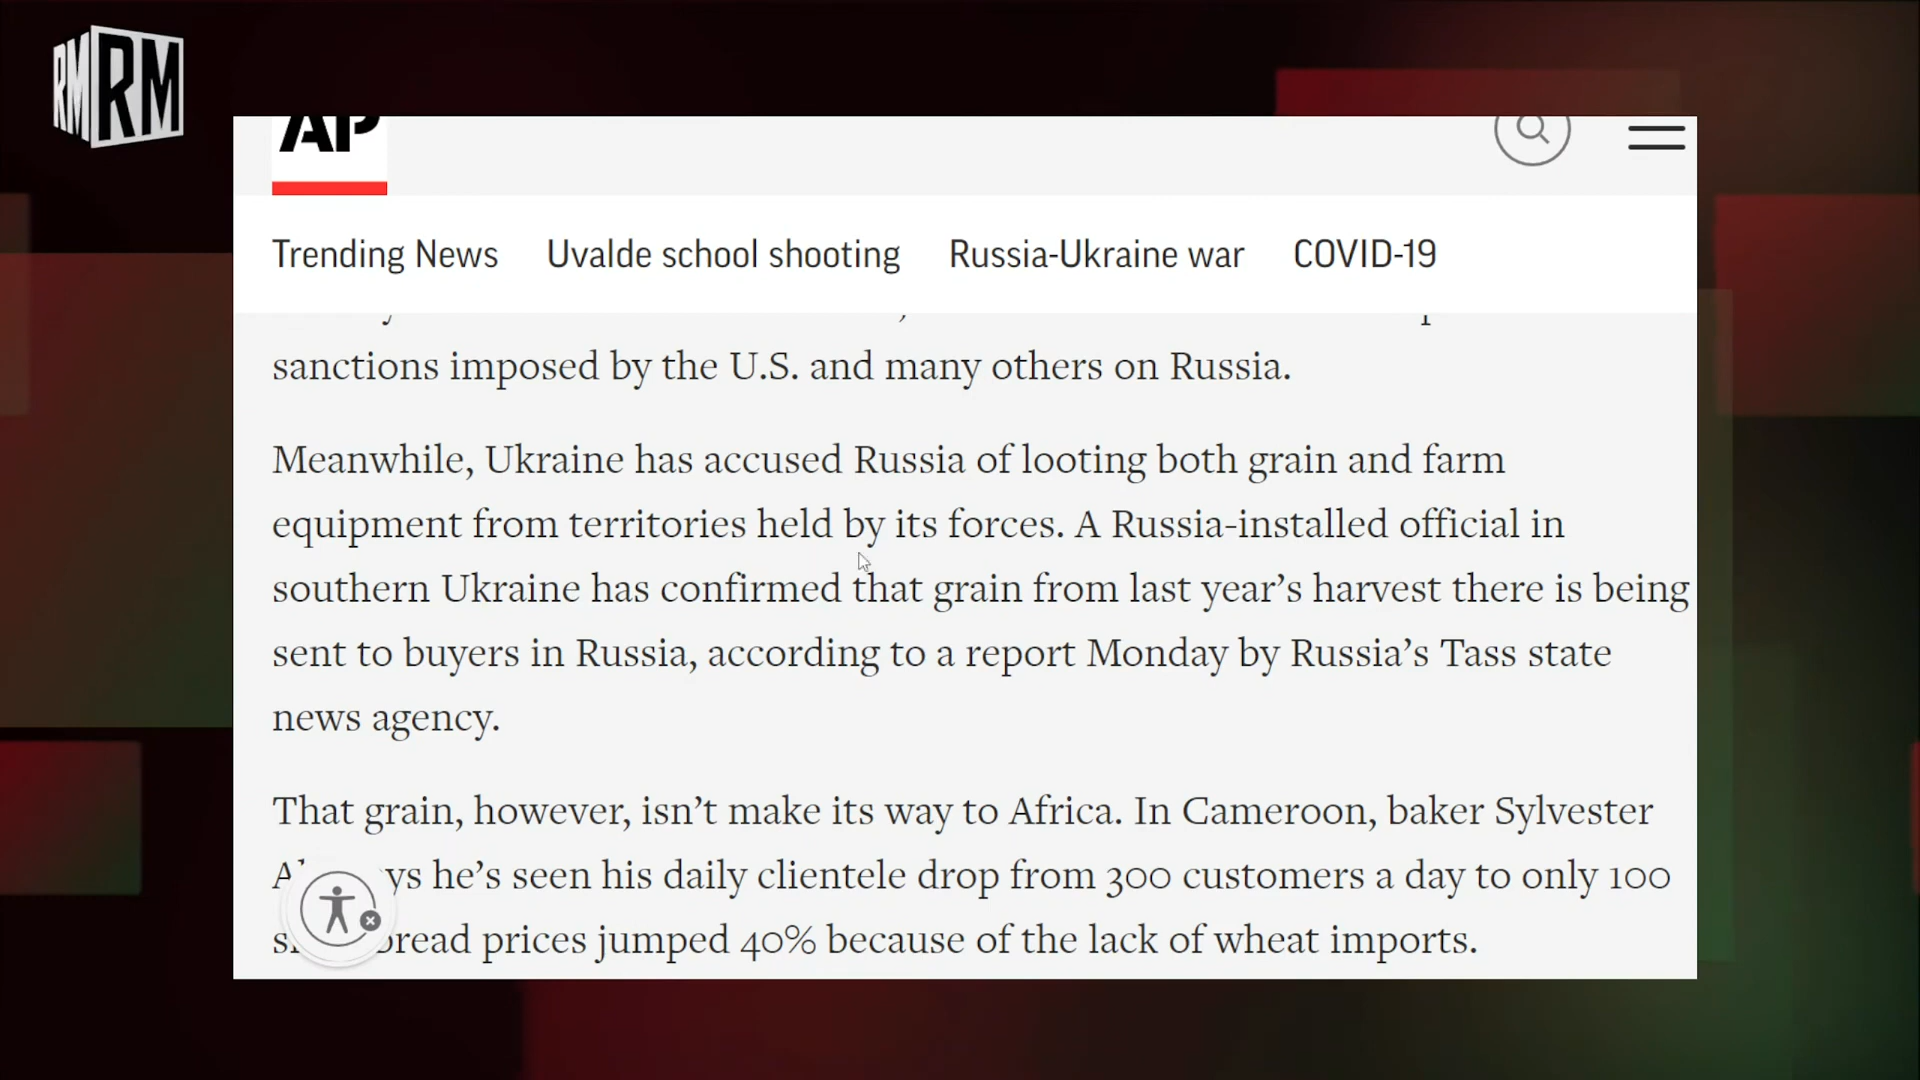 RM RM
AP
Trending News Uvalde school shooting Russia-Ukraine war COVID-19
sanctions imposed by the U.S. and many others on Russia.
Meanwhile, Ukraine has accused Russia of looting both grain and farm
equipment from territories held by its forces. A Russia-installed official in
southern Ukraine has confirmed that grain from last year’s harvest there is being
sent to buyers in Russia, according to a report Monday by Russia’s Tass state
news agency.
That grain, however, isn’t make its way to Africa. In Cameroon, baker Sylvester
he’s seen his daily clientele drop from 300 customers a day to only 100
bread prices jumped 40% because of the lack of wheat imports.